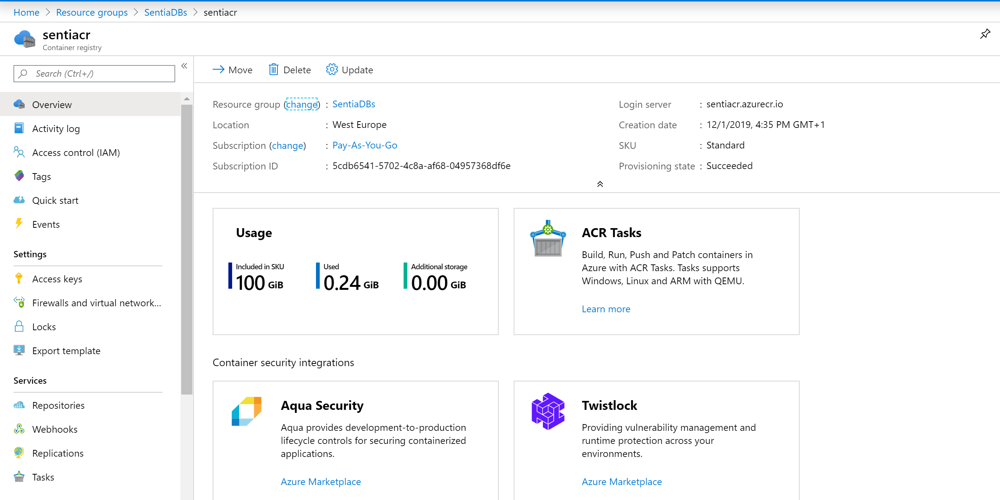 Home > Resource groups > SentiaDBs > sentiacr
sentiacr
Container registry
Search (Ctrl+/)
Overview
Activity log
Access control (IAM)
Tags
Quick start
Events
Settings
Access keys
Firewalls and virtual network...
Locks
Export template
Services
Repositories
Webhooks
Replications
Tasks
Move Delete Update
Resource group (change) : SentiaDBs
Location : West Europe
Subscription (change) : Pay-As-You-Go
Subscription ID : 5cdb6541-5702-4c8a-af68-04957368df6e
Login server : sentiacr.azurecr.io
Creation date : 12/1/2019, 4:35 PM GMT+1
SKU : Standard
Provisioning state : Succeeded
Usage
Included in SKU
100 GiB
Used
0.24 GiB
Additional storage
0.00 GiB
ACR Tasks
Build, Run, Push and Patch containers in
Azure with ACR Tasks. Tasks supports
Windows, Linux and ARM with QEMU.
Learn more
Container security integrations
Aqua Security
Aqua provides development-to-production
lifecycle controls for securing containerized
applications.
Azure Marketplace
Twistlock
Providing vulnerability management and
runtime protection across your
environments.
Azure Marketplace